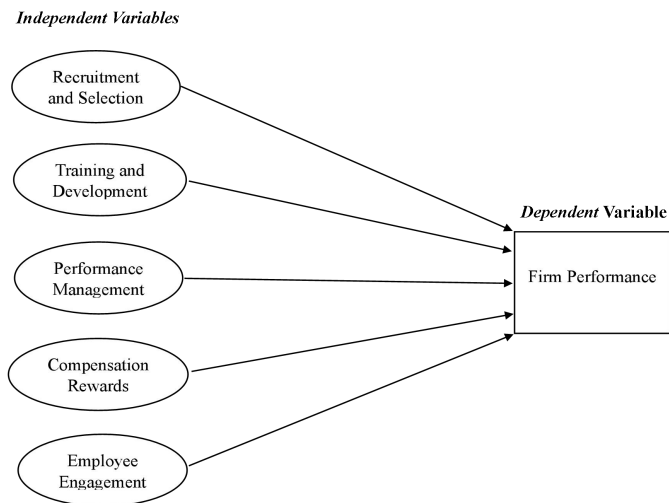 Independent Variables
Recruitment
and Selection
Training and
Development
Performance
Management
Compensation
Rewards
Employee
Engagement
Dependent Variable
Firm Performance